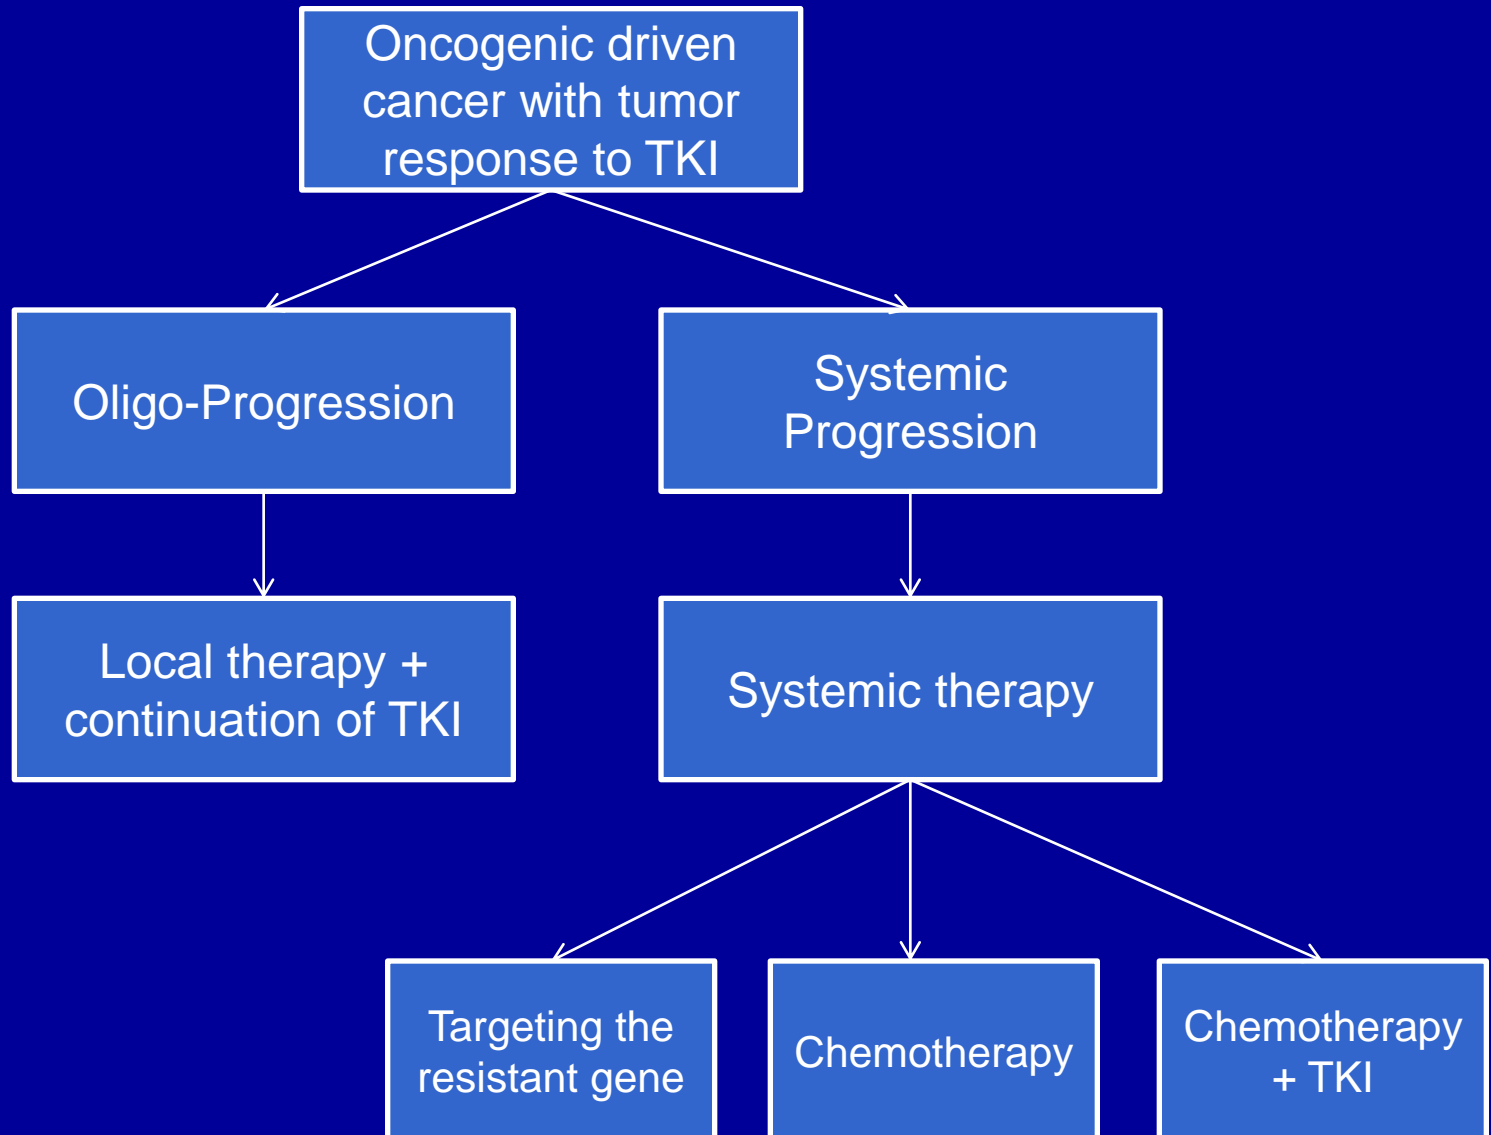 Oncogenic driven
cancer with tumor
response to TKI
Oligo-Progression
Systemic
Progression
Local therapy +
continuation of TKI
Systemic therapy
Targeting the
resistant gene
Chemotherapy
Chemotherapy
+ TKI